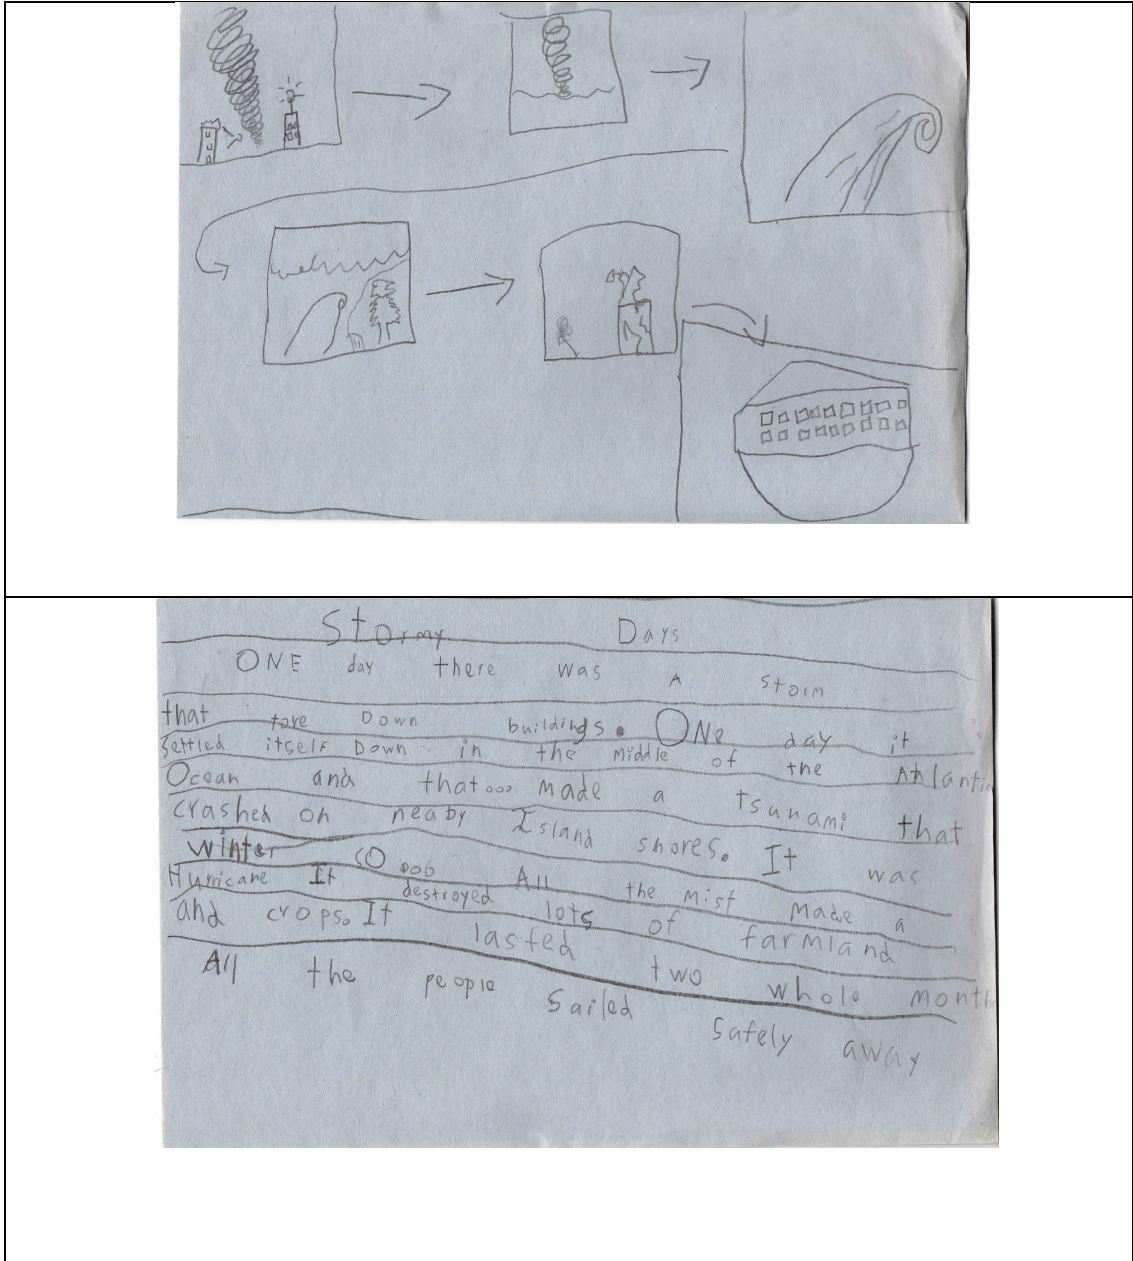 Stormy Days
ONE day there was A storm
that tore Down buildings. ONe day it
settled itself Down in the Middle of the Atlantic
Ocean and that... made a tsunami that
crashed on neaby Island shores. It was
winter so All the mist made a
Hurricane It destroyed lots of farmland
and crops. It lasted two whole month
All the people Sailed Safely away